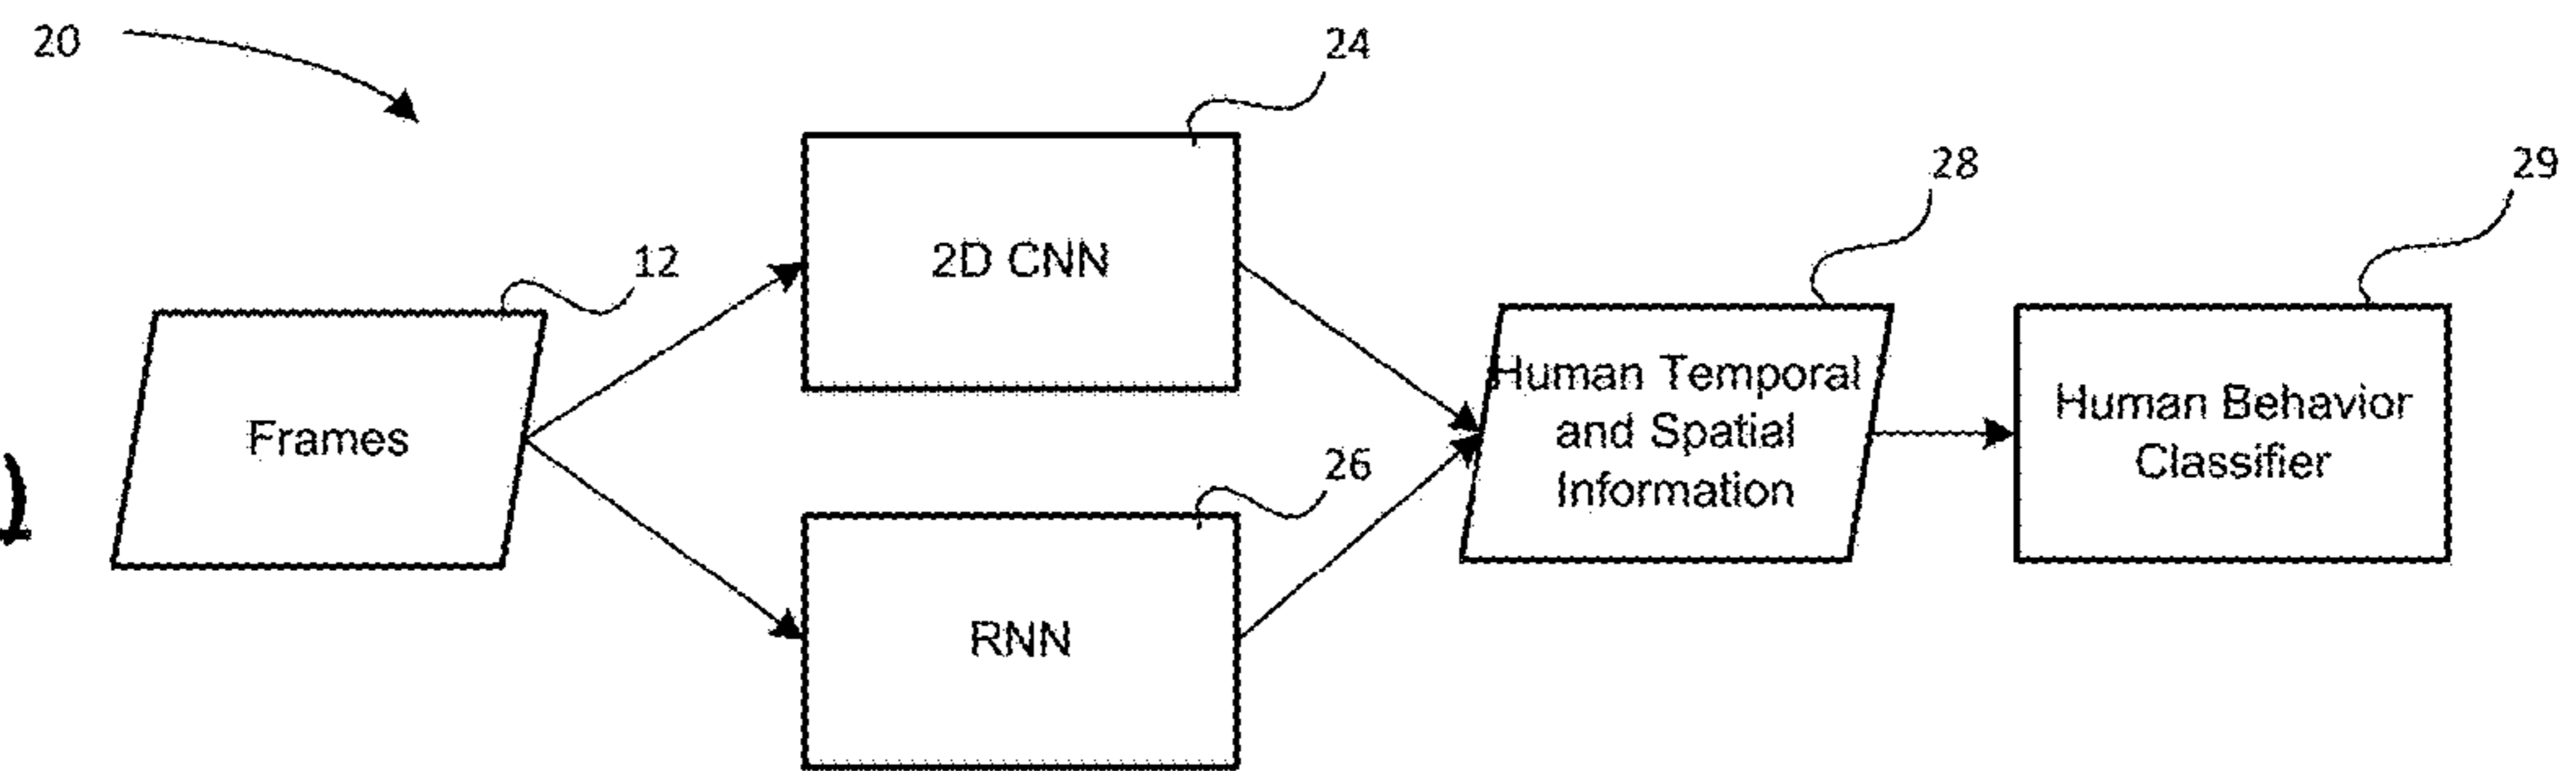 20
24
28
29
12
2D CNN
Frames
Human Temporal
and Spatial
Information
Human Behavior
Classifier
26
RNN